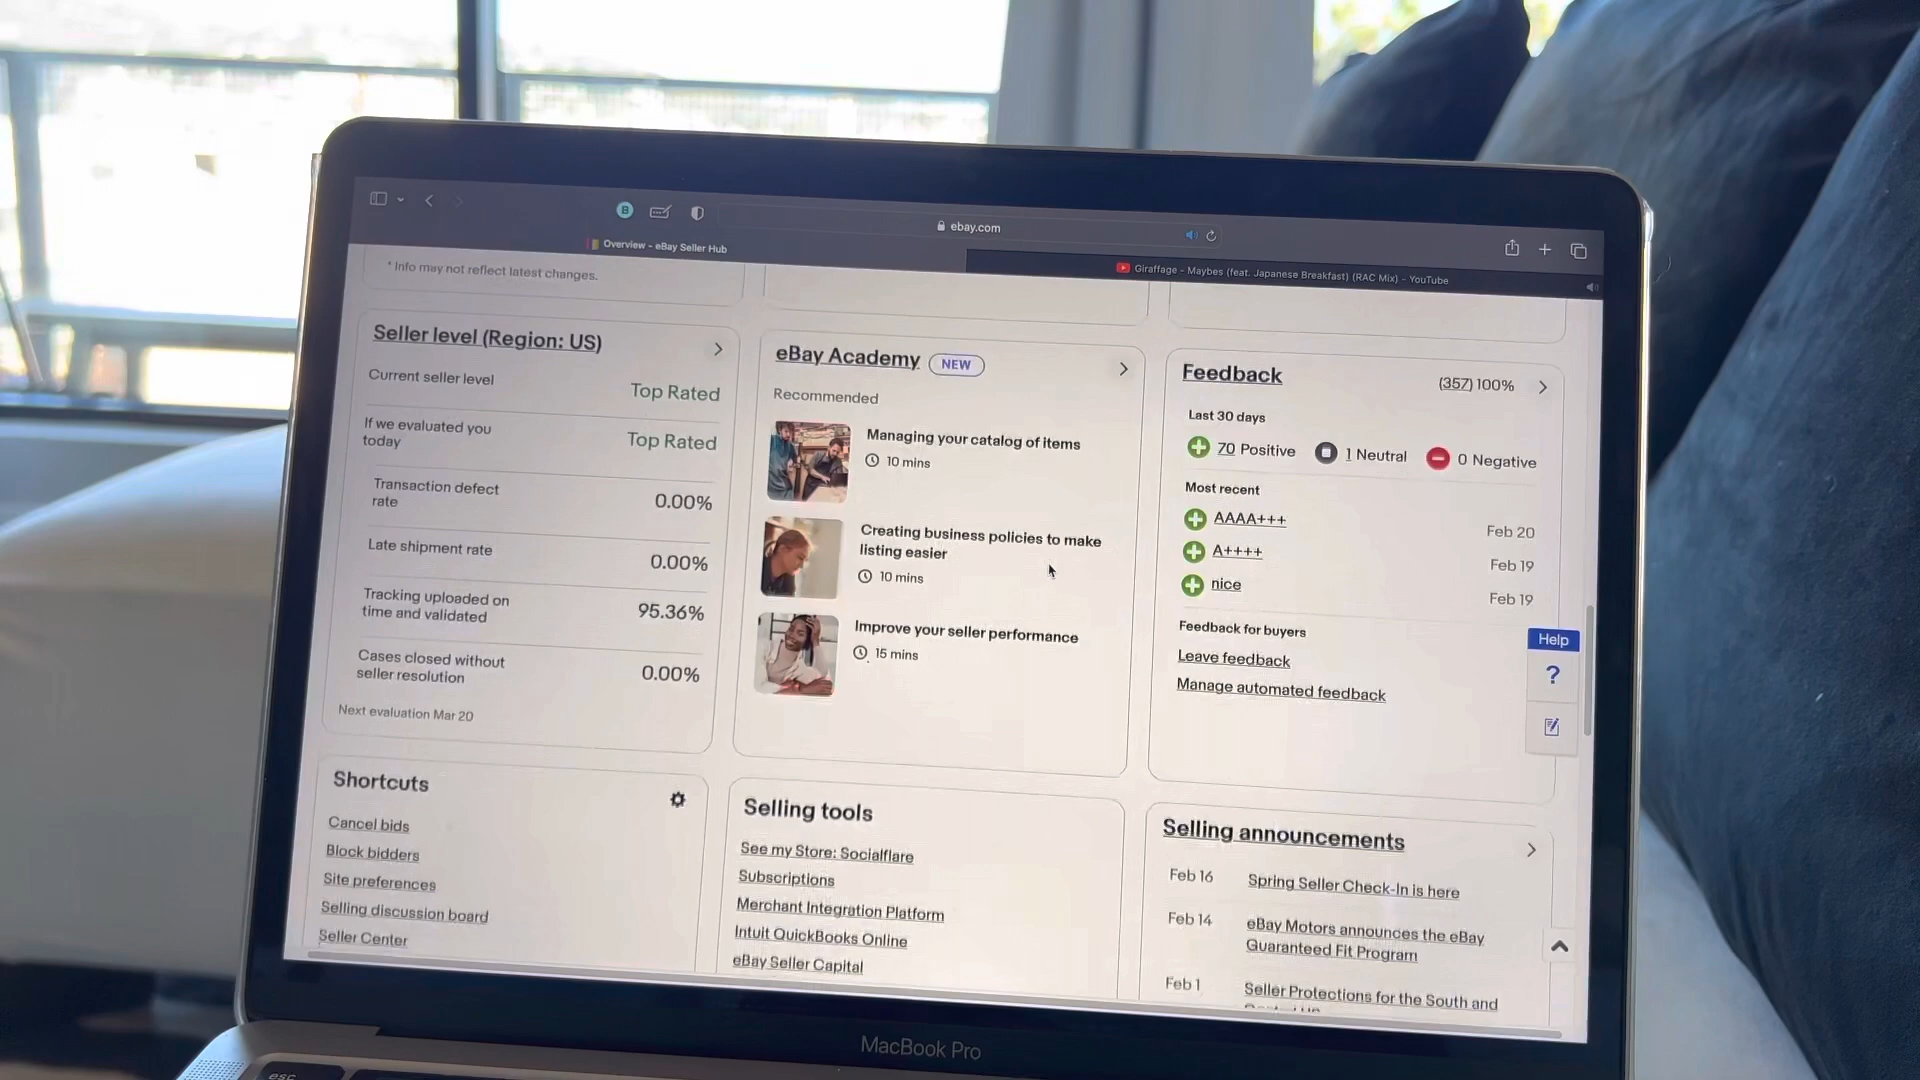 B
ebay.com
Overview - eBay Seller Hub
Giraffage - Maybes (feat. Japanese Breakfast) (RAC Mix) - YouTube
* Info may not reflect latest changes.
Seller level (Region: US)
Current seller level
Top Rated
If we evaluated you
today
Top Rated
Transaction defect
rate
0.00%
Late shipment rate
0.00%
Tracking uploaded on
time and validated
95.36%
Cases closed without
seller resolution
0.00%
Next evaluation Mar 20
eBay Academy NEW
Recommended
Managing your catalog of items
10 mins
Creating business policies to make
listing easier
10 mins
Improve your seller performance
15 mins
Feedback
(357) 100%
Last 30 days
70 Positive
1 Neutral
0 Negative
Most recent
AAAA+++
Feb 20
A++++
Feb 19
nice
Feb 19
Feedback for buyers
Leave feedback
Manage automated feedback
Help
?
Shortcuts
Cancel bids
Block bidders
Site preferences
Selling discussion board
Seller Center
Selling tools
See my Store: Socialflare
Subscriptions
Merchant Integration Platform
Intuit QuickBooks Online
eBay Seller Capital
Selling announcements
Feb 16
Spring Seller Check-In is here
Feb 14
eBay Motors announces the eBay
Guaranteed Fit Program
Feb 1
Seller Protections for the South and
MacBook Pro
esc